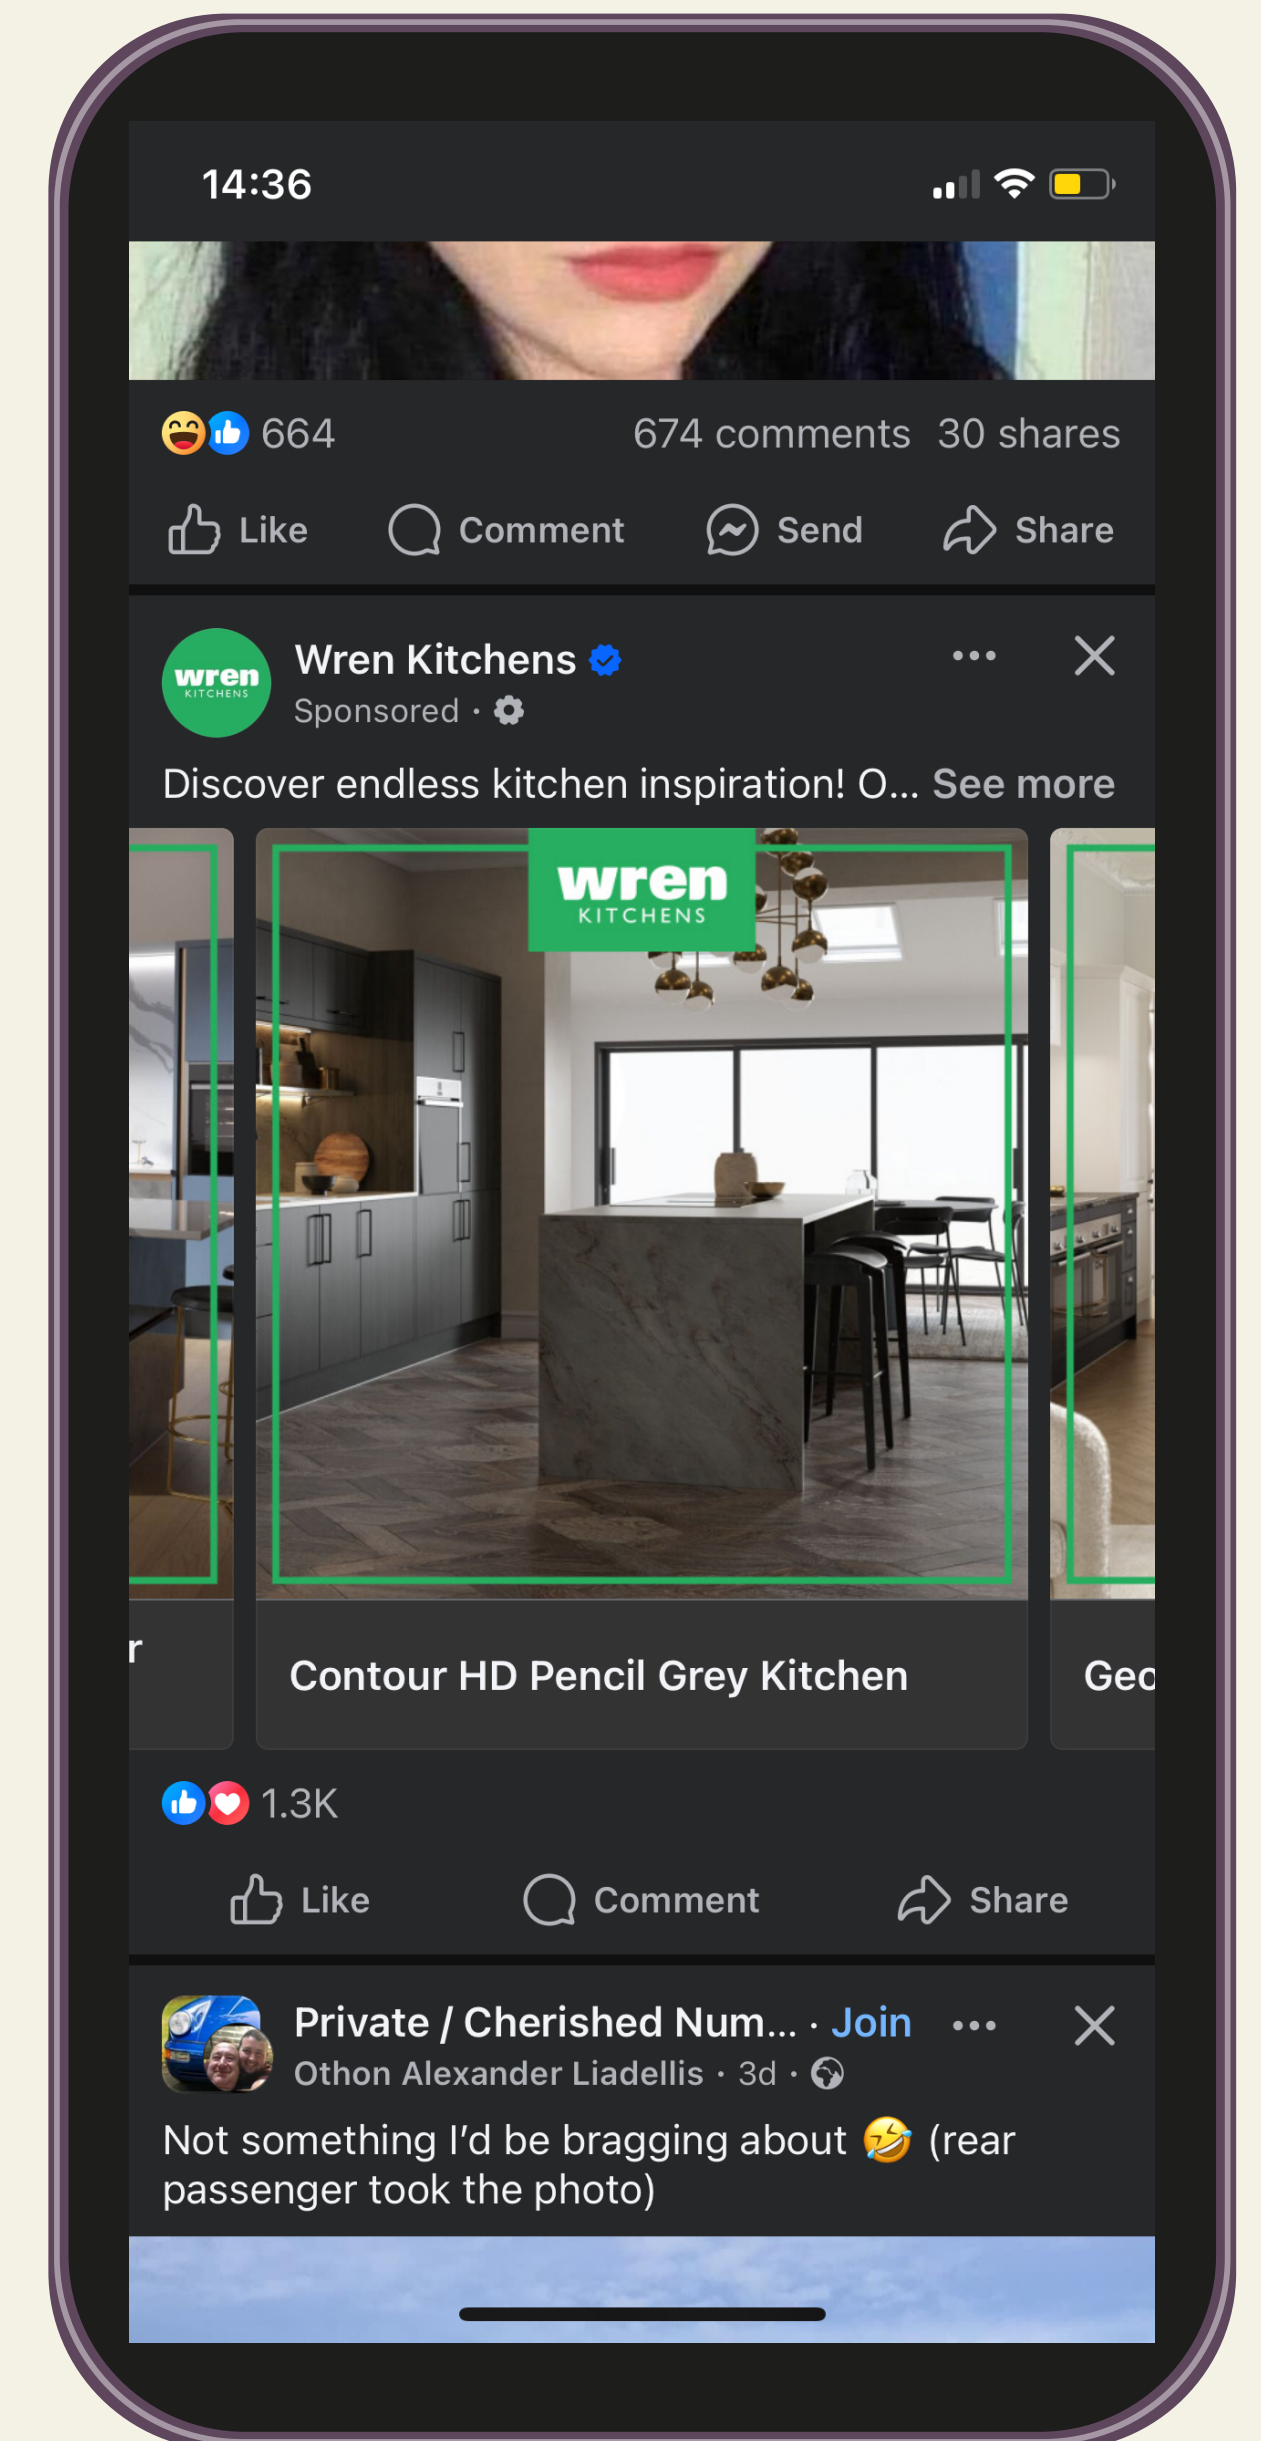 14:36
664 674 comments 30 shares
Like Comment Send Share
wren
KITCHENS
Wren Kitchens
Sponsored ·
Discover endless kitchen inspiration! O... See more
wren
KITCHENS
r
Contour HD Pencil Grey Kitchen
Geo
1.3K
Like Comment Share
Private / Cherished Num... · Join
Othon Alexander Liadellis · 3d ·
Not something I’d be bragging about 🤣 (rear
passenger took the photo)